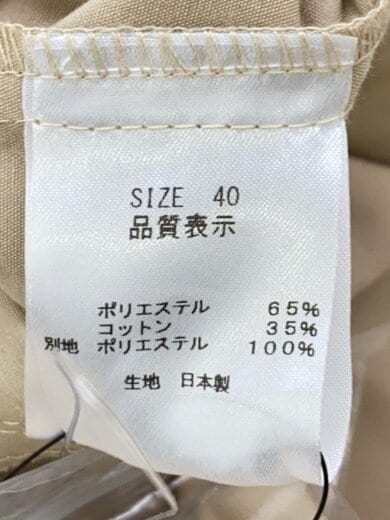 SIZE 40
品質表示
ポリエステル 65%
コットン 35%
別地 ポリエステル 100%
生地 日本製